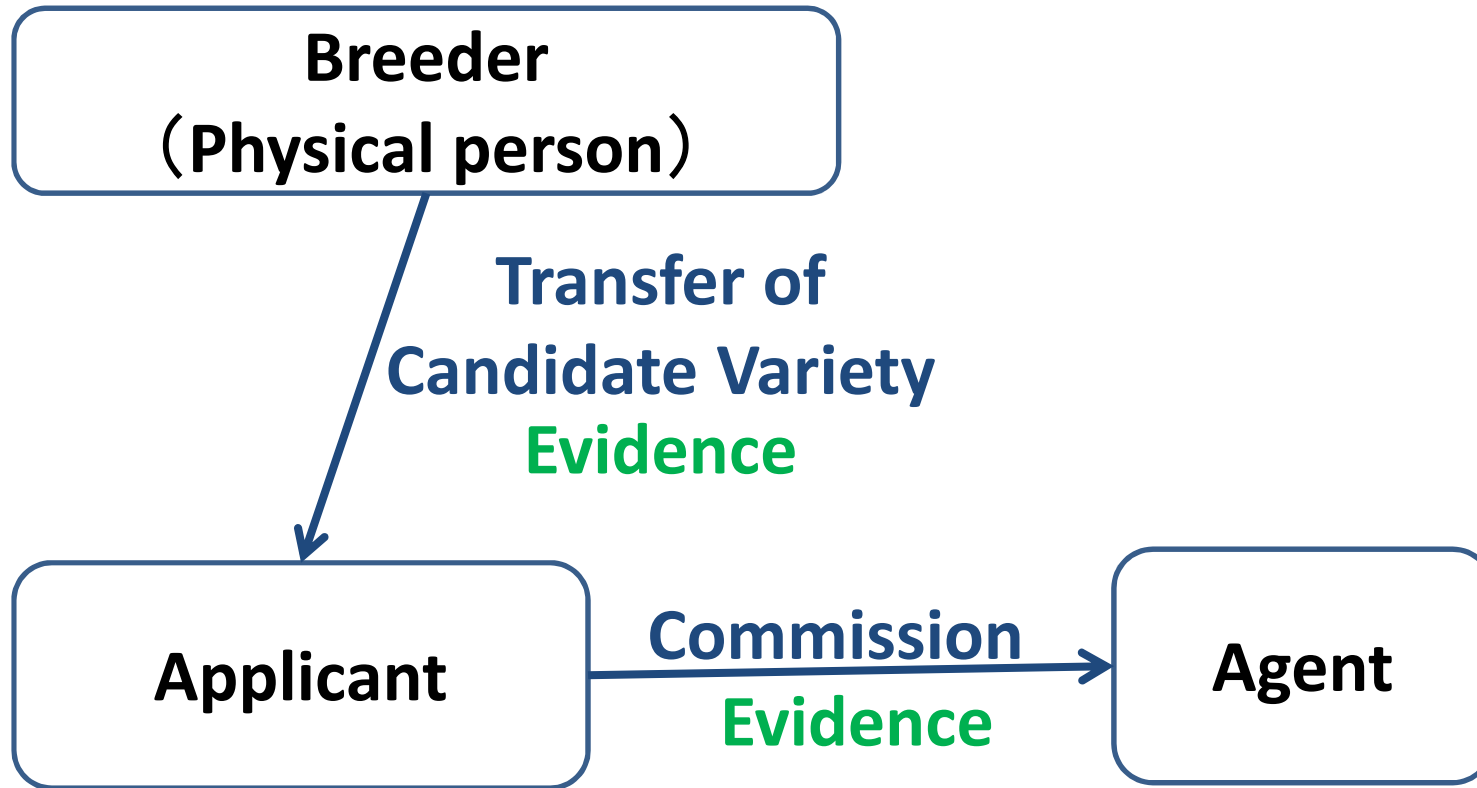 Breeder
（Physical person）
Transfer of
Candidate Variety
Evidence
Applicant
Commission
Evidence
Agent